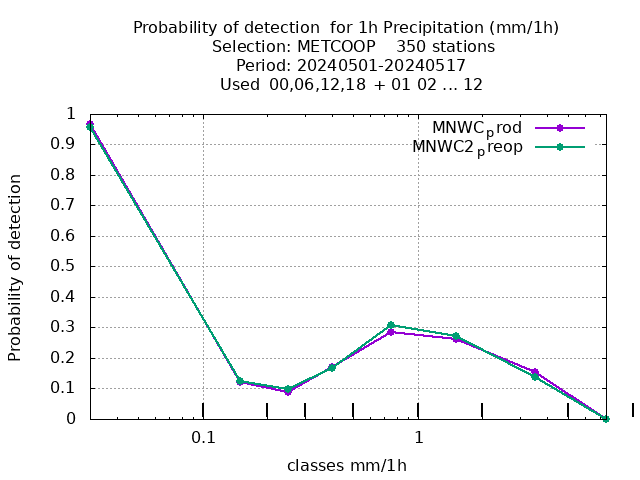 Probability of detection  for 1h Precipitation (mm/1h)
Selection: METCOOP    350 stations
Period: 20240501-20240517
Used  00,06,12,18  + 01 02 ... 12
MNWCprod
MNWC2preop
1
0.9
0.8
0.7
0.6
0.5
0.4
0.3
0.2
0.1
0
Probability of detection
0.1 1
classes mm/1h